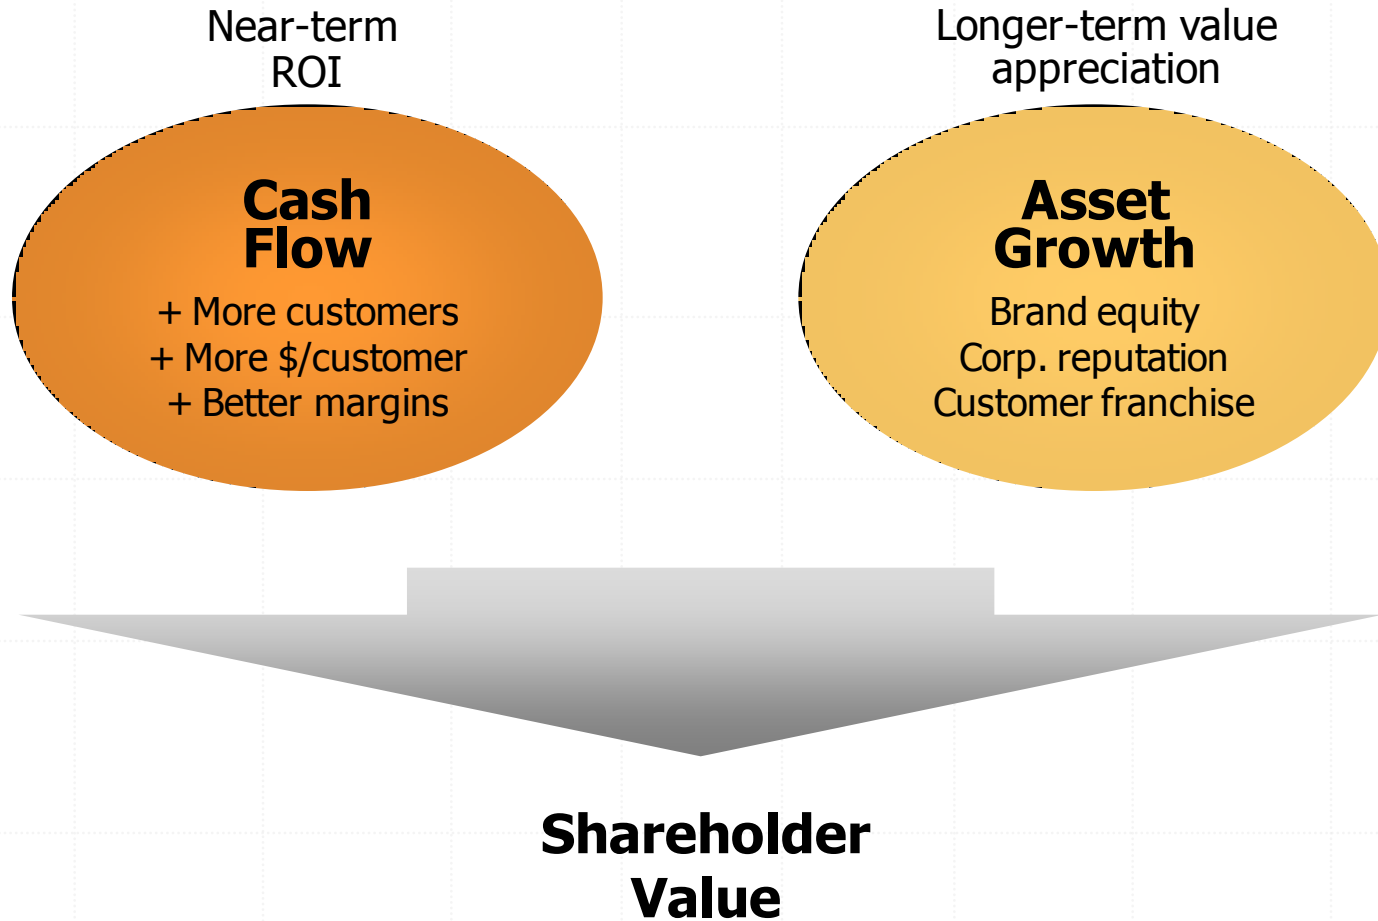 Near-term
ROI
Cash
Flow
+ More customers
+ More $/customer
+ Better margins
Longer-term value
appreciation
Asset
Growth
Brand equity
Corp. reputation
Customer franchise
Shareholder
Value